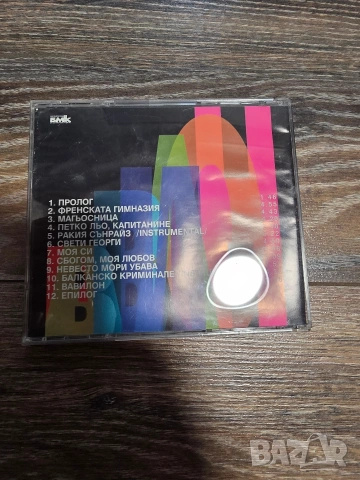 БМК
1. ПРОЛОГ
2. ФРЕНСКАТА ГИМНАЗИЯ
3. МАГЬОСНИЦА
4. ПЕТКО ЛЬО, КАПИТАНИНЕ
5. РАКИЯ СЪНРАЙЗ /INSTRUMENTAL/
6. СВЕТИ ГЕОРГИ
7. МОЯ СИ
8. СБОГОМ, МОЯ ЛЮБОВ
9. НЕВЕСТО МОРИ УБАВА
10. БАЛКАНСКО КРИМИНАЛЕ
11. ВАВИЛОН
12. ЕПИЛОГ
BAZAR